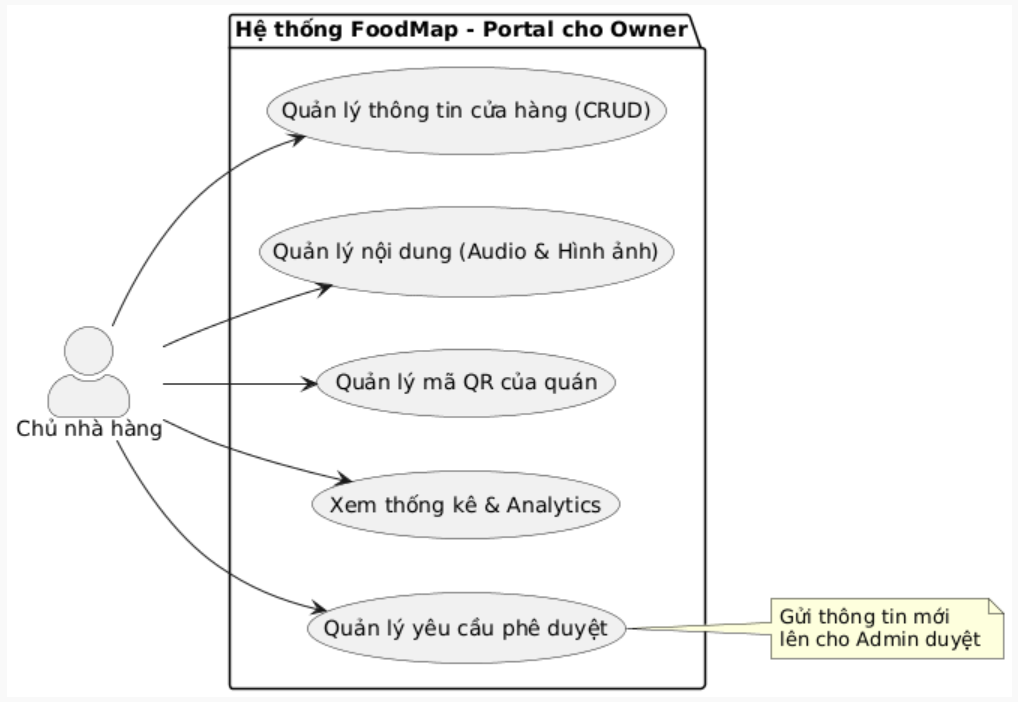 Hệ thống FoodMap - Portal cho Owner
Quản lý thông tin cửa hàng (CRUD)
Quản lý nội dung (Audio & Hình ảnh)
Quản lý mã QR của quán
Chủ nhà hàng
Xem thống kê & Analytics
Quản lý yêu cầu phê duyệt
Gửi thông tin mới
lên cho Admin duyệt